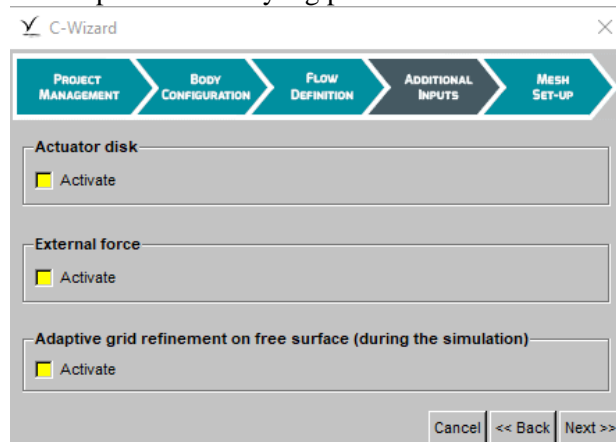 C-Wizard
PROJECT MANAGEMENT
BODY CONFIGURATION
FLOW DEFINITION
ADDITIONAL INPUTS
MESH SET-UP
Actuator disk
Activate
External force
Activate
Adaptive grid refinement on free surface (during the simulation)
Activate
Cancel << Back Next >>